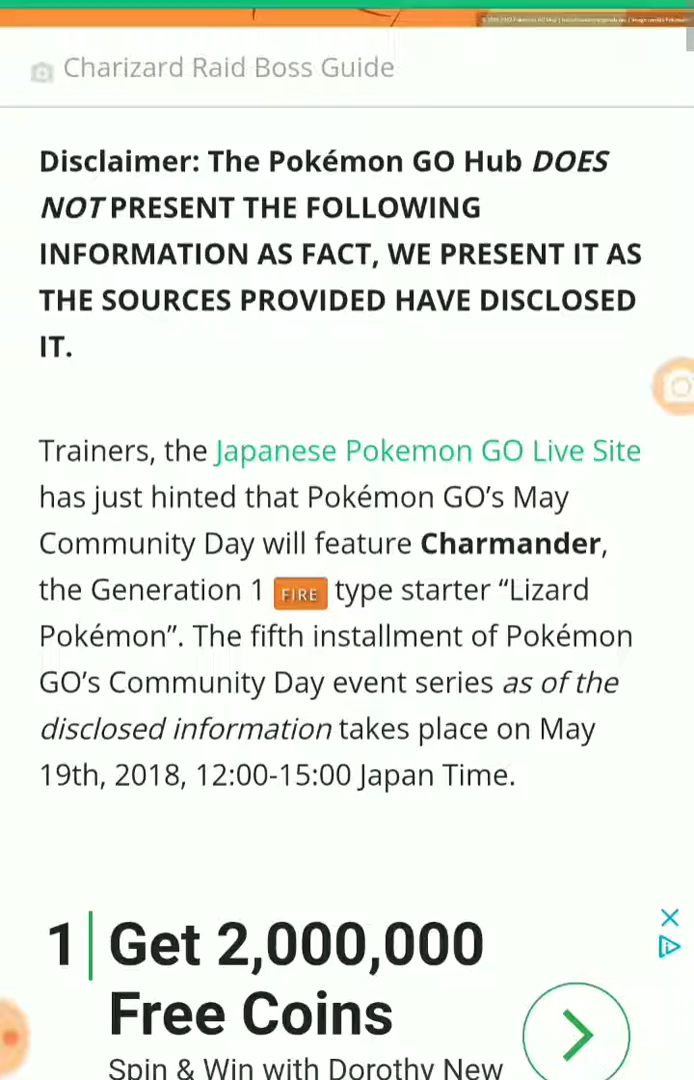 Charizard Raid Boss Guide
Disclaimer: The Pokémon GO Hub DOES
NOT PRESENT THE FOLLOWING
INFORMATION AS FACT, WE PRESENT IT AS
THE SOURCES PROVIDED HAVE DISCLOSED
IT.
Trainers, the Japanese Pokemon GO Live Site
has just hinted that Pokémon GO’s May
Community Day will feature Charmander,
the Generation 1 FIRE type starter “Lizard
Pokémon”. The fifth installment of Pokémon
GO’s Community Day event series as of the
disclosed information takes place on May
19th, 2018, 12:00-15:00 Japan Time.
1 Get 2,000,000
Free Coins
Spin & Win with Dorothy New